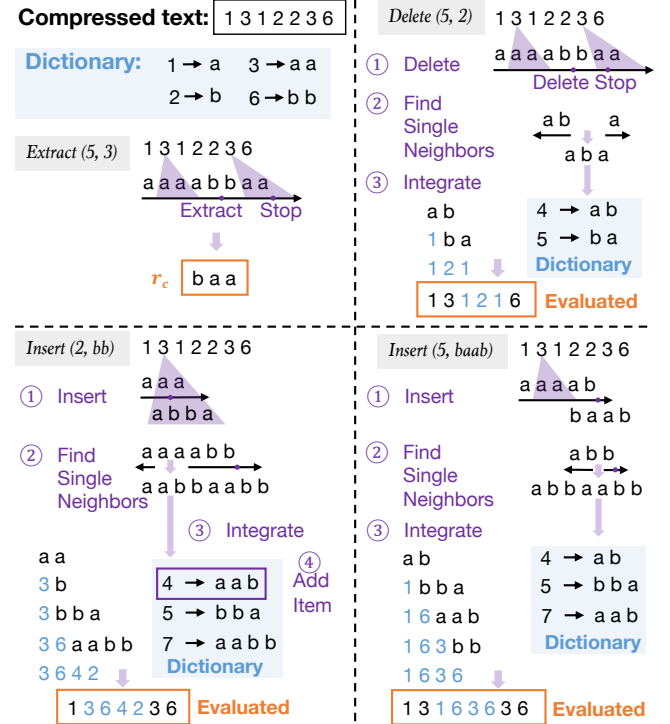 Compressed text: 1 3 1 2 2 3 6
Dictionary:
1 → a 3 → a a
2 → b 6 → b b
Extract (5, 3)
1 3 1 2 2 3 6
a a a a b b a a
Extract Stop
r_c b a a
Delete (5, 2)
1 3 1 2 2 3 6
① Delete
a a a a b b a a
Delete Stop
② Find Single Neighbors
a b a
a b a
③ Integrate
a b
1 b a
1 2 1
4 → a b
5 → b a
Dictionary
1 3 1 2 1 6 Evaluated
Insert (2, bb)
1 3 1 2 2 3 6
① Insert
a a a
a b b a
② Find Single Neighbors
a a a a b b
a a b b a a b b
③ Integrate
④ Add Item
a a
3 b
3 b b a
3 6 a a b b
3 6 4 2
4 → a a b
5 → b b a
7 → a a b b
Dictionary
1 3 6 4 2 3 6 Evaluated
Insert (5, baab)
1 3 1 2 2 3 6
① Insert
a a a a b
b a a b
② Find Single Neighbors
a b b
a b b a a b b
③ Integrate
a b
1 b b a
1 6 a a b
1 6 3 b b
1 6 3 6
4 → a b
5 → b b a
7 → a a b
Dictionary
1 3 1 6 3 6 3 6 Evaluated